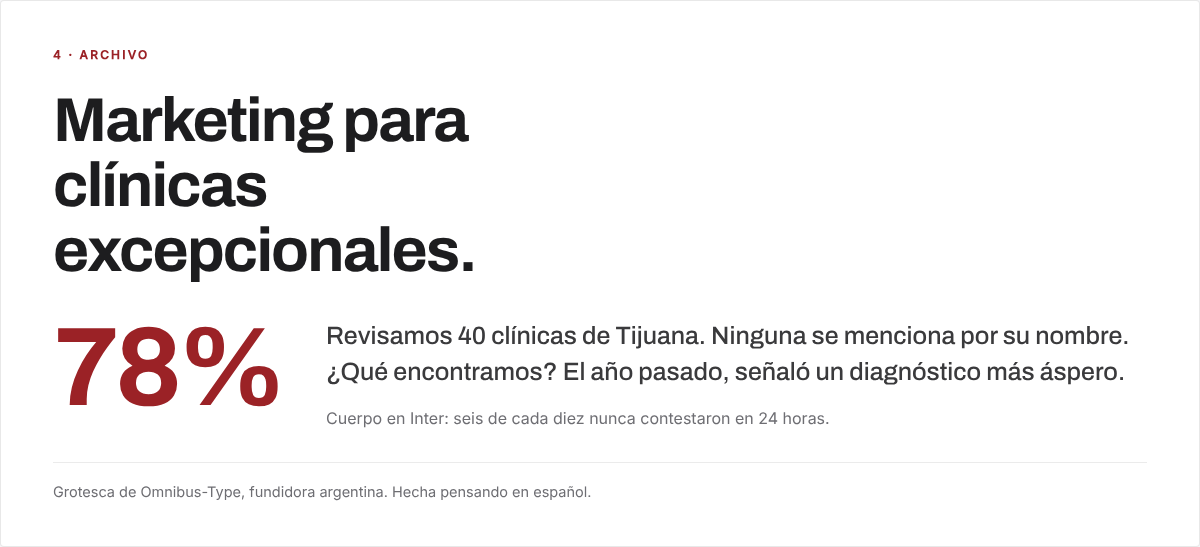 4 · ARCHIVO
Marketing para
clínicas
excepcionales.
78%
Revisamos 40 clínicas de Tijuana. Ninguna se menciona por su nombre.
¿Qué encontramos? El año pasado, señaló un diagnóstico más áspero.
Cuerpo en Inter: seis de cada diez nunca contestaron en 24 horas.
Grotesca de Omnibus-Type, fundidora argentina. Hecha pensando en español.